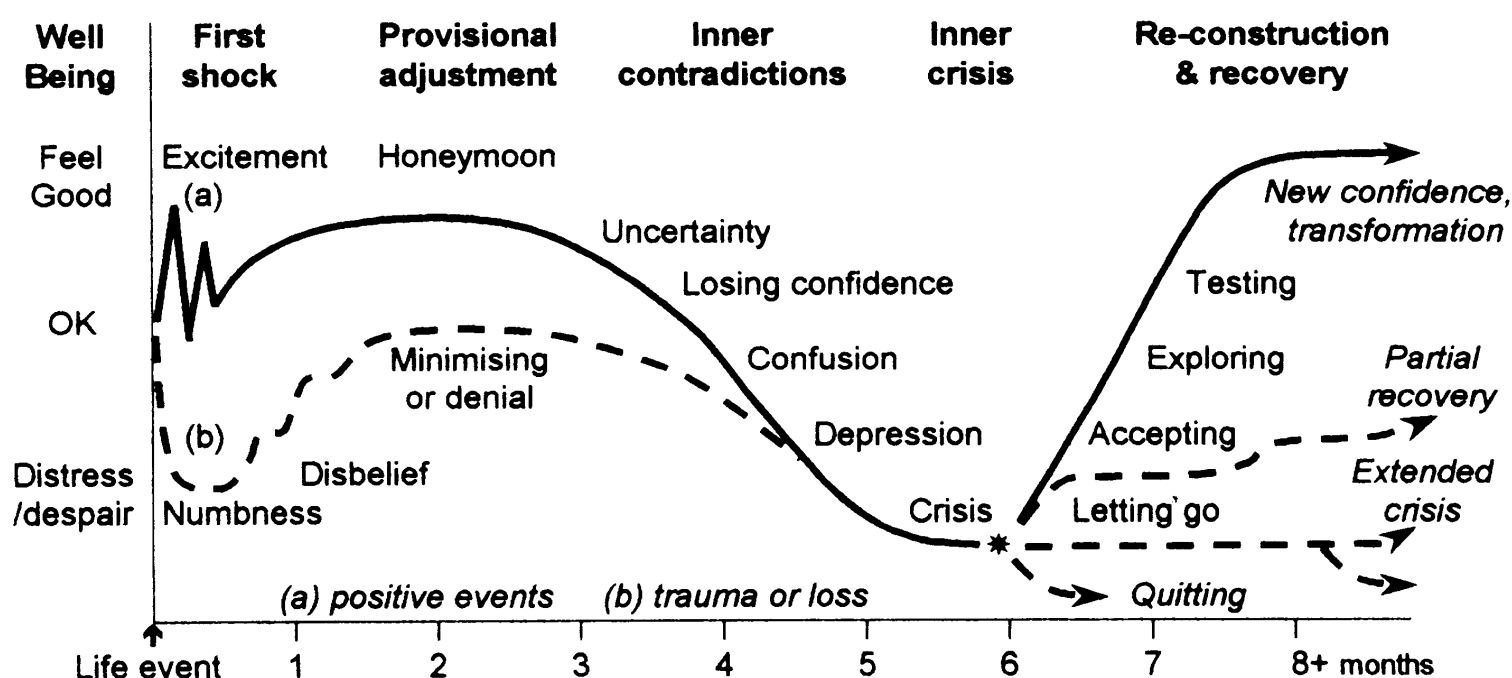 Well
Being
First
shock
Provisional
adjustment
Inner
contradictions
Inner
crisis
Re-construction
& recovery
Feel
Good
Excitement
Honeymoon
(a)
New confidence,
transformation
Uncertainty
Losing confidence
Testing
OK
Minimising
or denial
Confusion
Exploring
Partial
recovery
(b)
Depression
Accepting
Distress
/despair
Disbelief
Numbness
Crisis
Letting go
Extended
crisis
(a) positive events
(b) trauma or loss
Quitting
Life event
1 2 3 4 5 6 7 8+ months